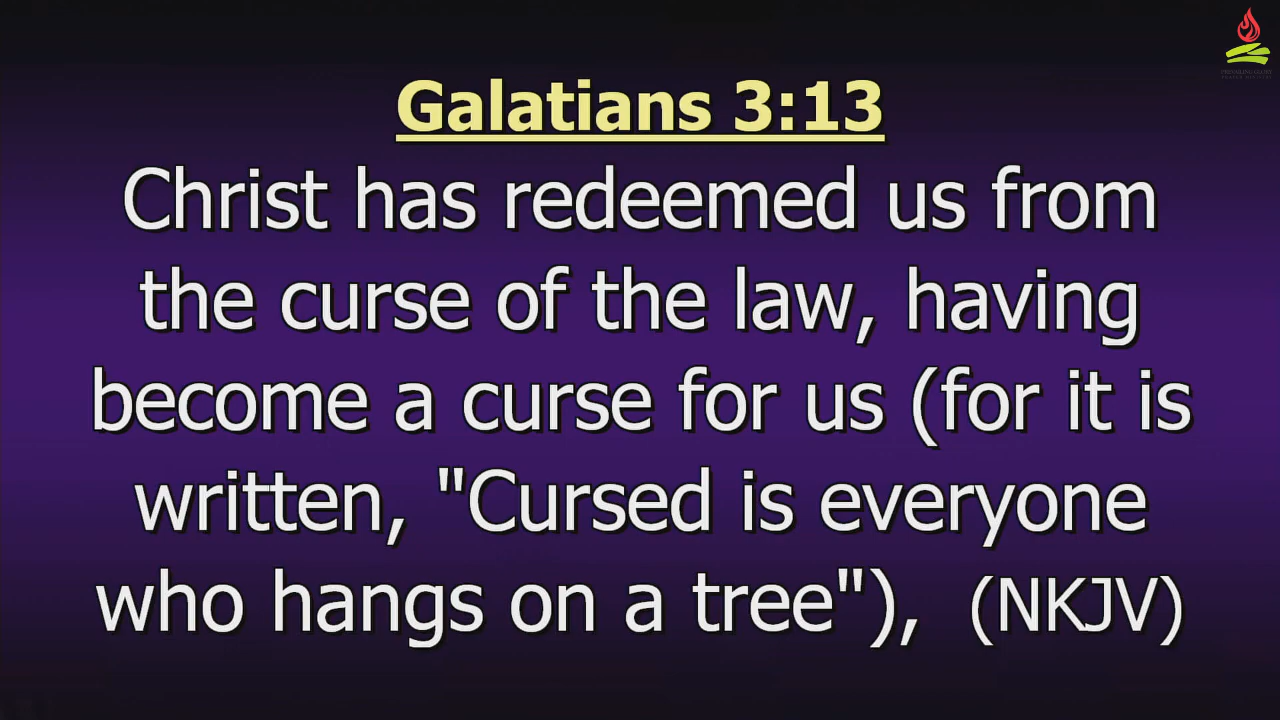 Galatians 3:13
Christ has redeemed us from
the curse of the law, having
become a curse for us (for it is
written, "Cursed is everyone
who hangs on a tree"), (NKJV)